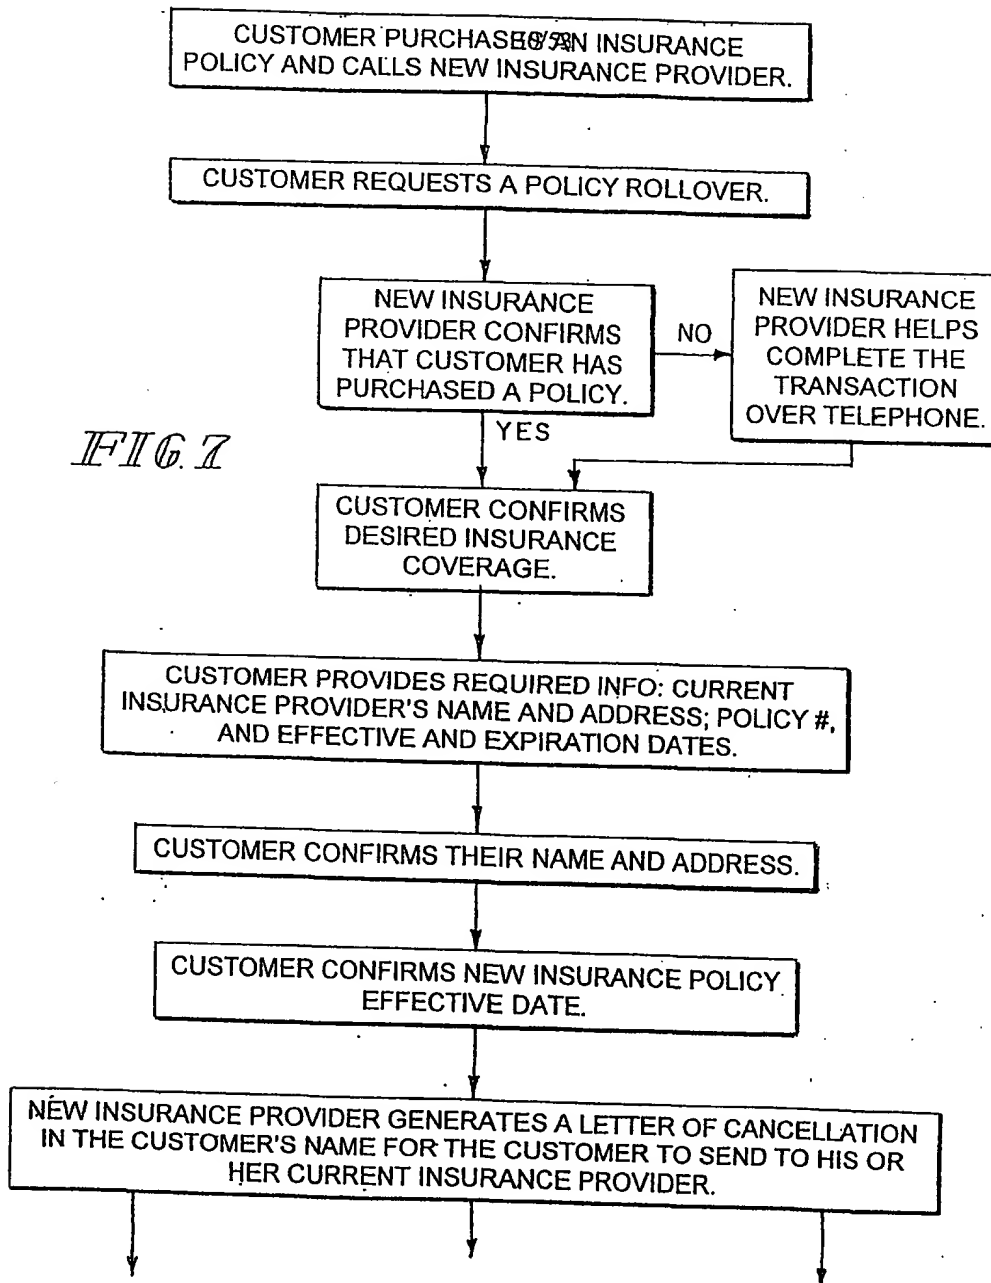 CUSTOMER PURCHASES AN INSURANCE
POLICY AND CALLS NEW INSURANCE PROVIDER.
CUSTOMER REQUESTS A POLICY ROLLOVER.
NEW INSURANCE
PROVIDER CONFIRMS
THAT CUSTOMER HAS
PURCHASED A POLICY.
NO
NEW INSURANCE
PROVIDER HELPS
COMPLETE THE
TRANSACTION
OVER TELEPHONE.
YES
FIG. 7
CUSTOMER CONFIRMS
DESIRED INSURANCE
COVERAGE.
CUSTOMER PROVIDES REQUIRED INFO: CURRENT
INSURANCE PROVIDER'S NAME AND ADDRESS; POLICY #,
AND EFFECTIVE AND EXPIRATION DATES.
CUSTOMER CONFIRMS THEIR NAME AND ADDRESS.
CUSTOMER CONFIRMS NEW INSURANCE POLICY
EFFECTIVE DATE.
NEW INSURANCE PROVIDER GENERATES A LETTER OF CANCELLATION
IN THE CUSTOMER'S NAME FOR THE CUSTOMER TO SEND TO HIS OR
HER CURRENT INSURANCE PROVIDER.